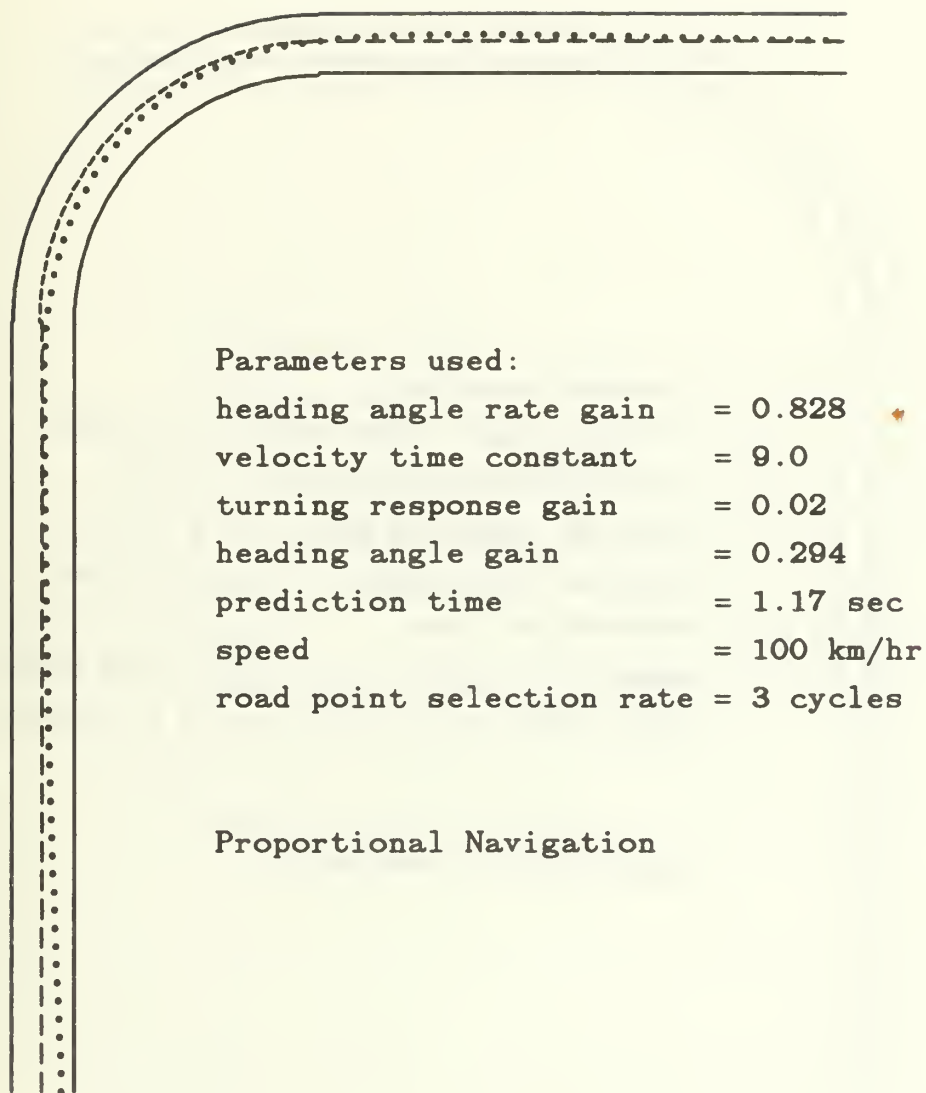 Parameters used:
heading angle rate gain = 0.828
velocity time constant = 9.0
turning response gain = 0.02
heading angle gain = 0.294
prediction time = 1.17 sec
speed = 100 km/hr
road point selection rate = 3 cycles
Proportional Navigation